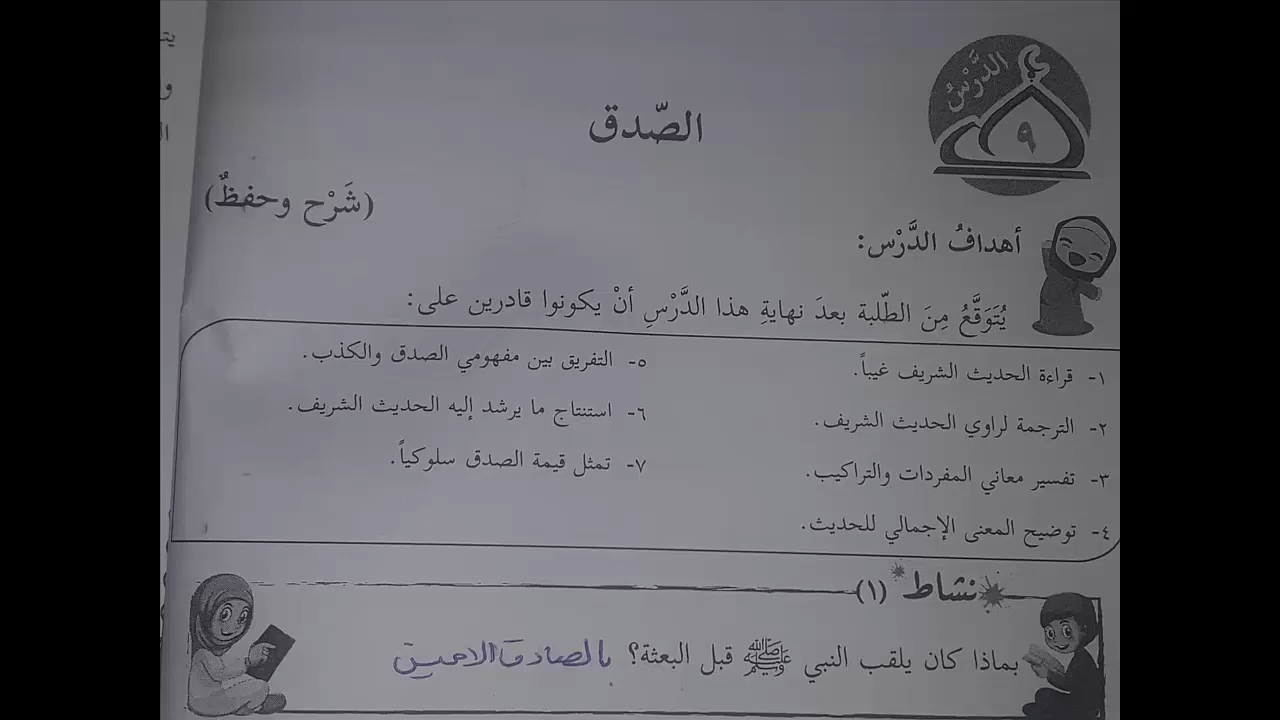 الدَّرْسُ
٩
الصّدق
(شَرْح وحفظٌ)
أهدافُ الدَّرْس:
يُتَوَقَّعُ مِنَ الطّلبة بعدَ نهايةِ هذا الدَّرْسِ أنْ يكونوا قادرين على:
١- قراءة الحديث الشريف غيباً.
٢- الترجمة لراوي الحديث الشريف.
٣- تفسير معاني المفردات والتراكيب.
٤- توضيح المعنى الإجمالي للحديث.
٥- التفريق بين مفهومي الصدق والكذب.
٦- استنتاج ما يرشد إليه الحديث الشريف.
٧- تمثل قيمة الصدق سلوكياً.
نشاط (١)
بماذا كان يلقب النبي ﷺ قبل البعثة؟ بالصادق الامين